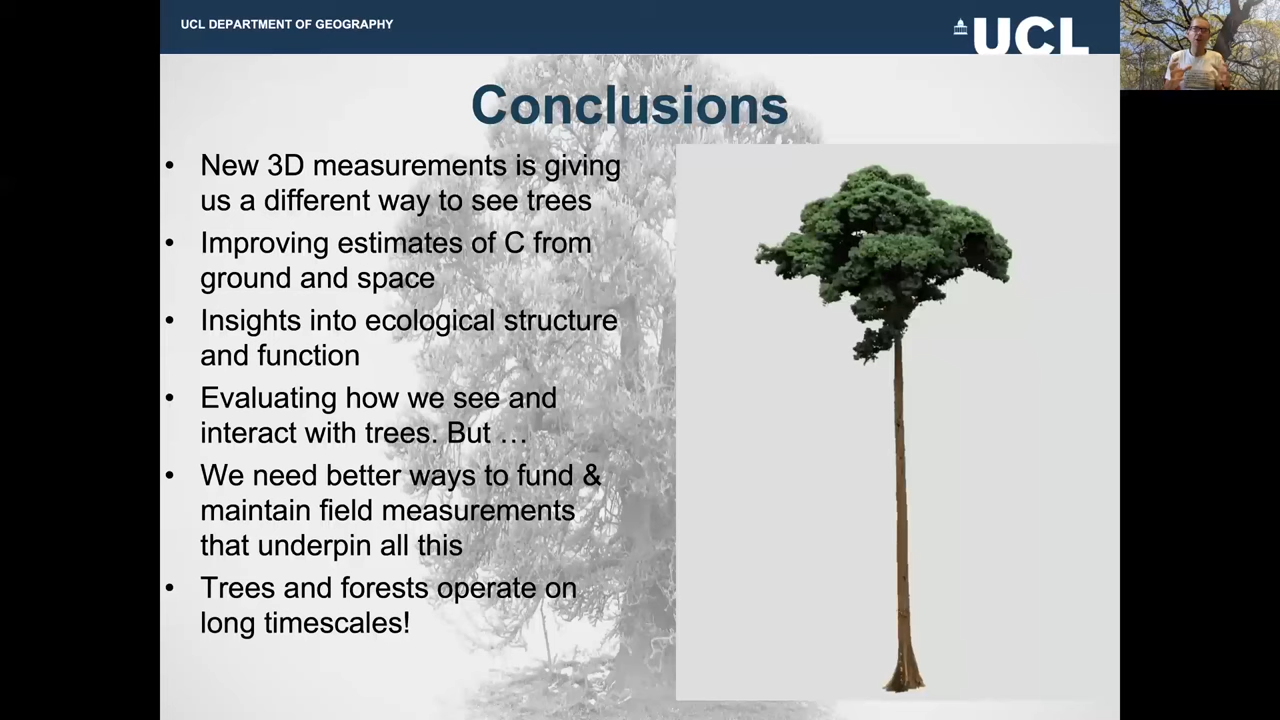 UCL DEPARTMENT OF GEOGRAPHY
UCL
Conclusions
• New 3D measurements is giving
us a different way to see trees
• Improving estimates of C from
ground and space
• Insights into ecological structure
and function
• Evaluating how we see and
interact with trees. But …
• We need better ways to fund &
maintain field measurements
that underpin all this
• Trees and forests operate on
long timescales!